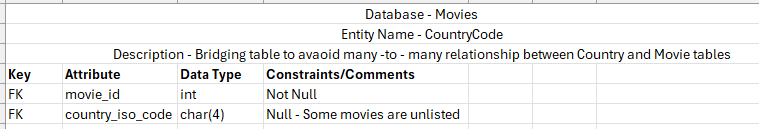 Database - Movies
Entity Name - CountryCode
Description - Bridging table to avaoid many -to - many relationship between Country and Movie tables
Key Attribute Data Type Constraints/Comments
FK movie_id int Not Null
FK country_iso_code char(4) Null - Some movies are unlisted